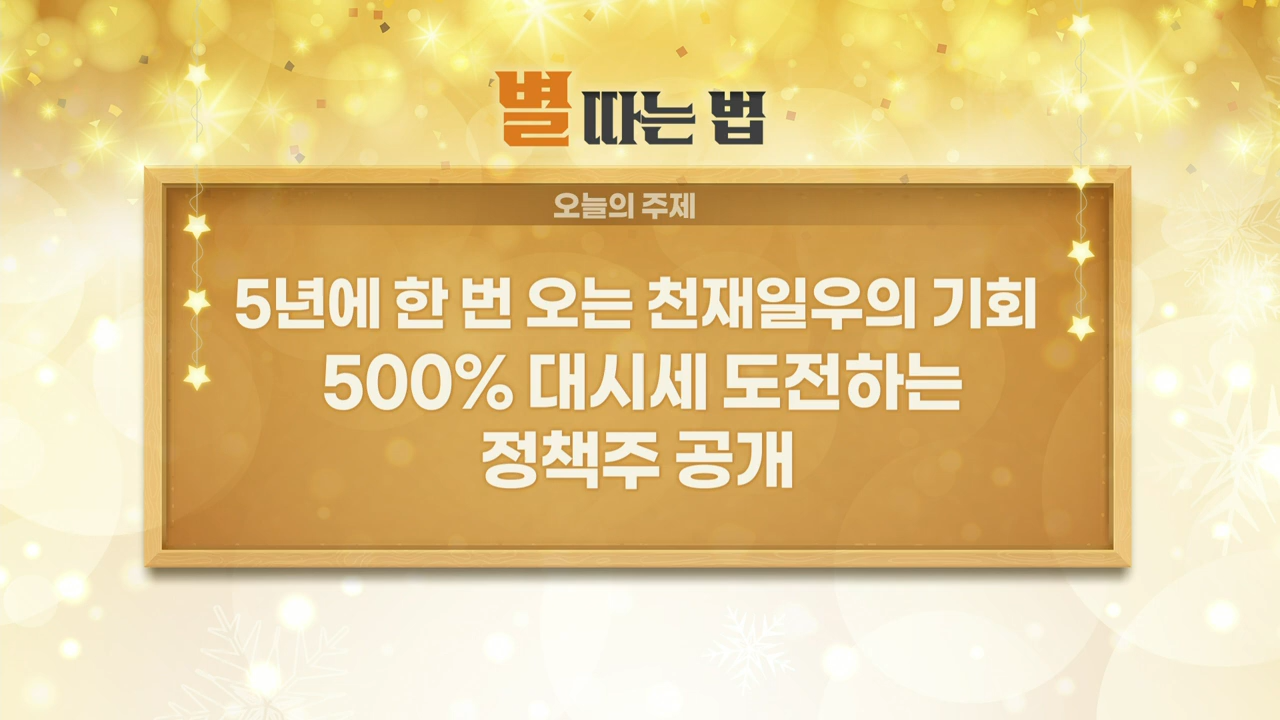 별 따는 법
오늘의 주제
5년에 한 번 오는 천재일우의 기회
500% 대시세 도전하는
정책주 공개